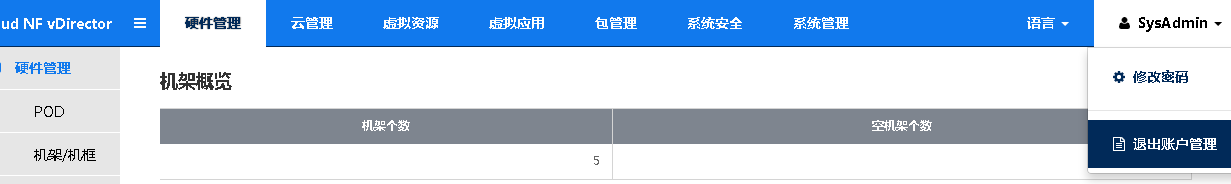 ud NF vDirector 硬件管理 云管理 虚拟资源 虚拟应用 包管理 系统安全 系统管理 语言 SysAdmin
硬件管理
修改密码
机架概览
POD
机架个数 空机架个数
退出账户管理
机架/机框
5